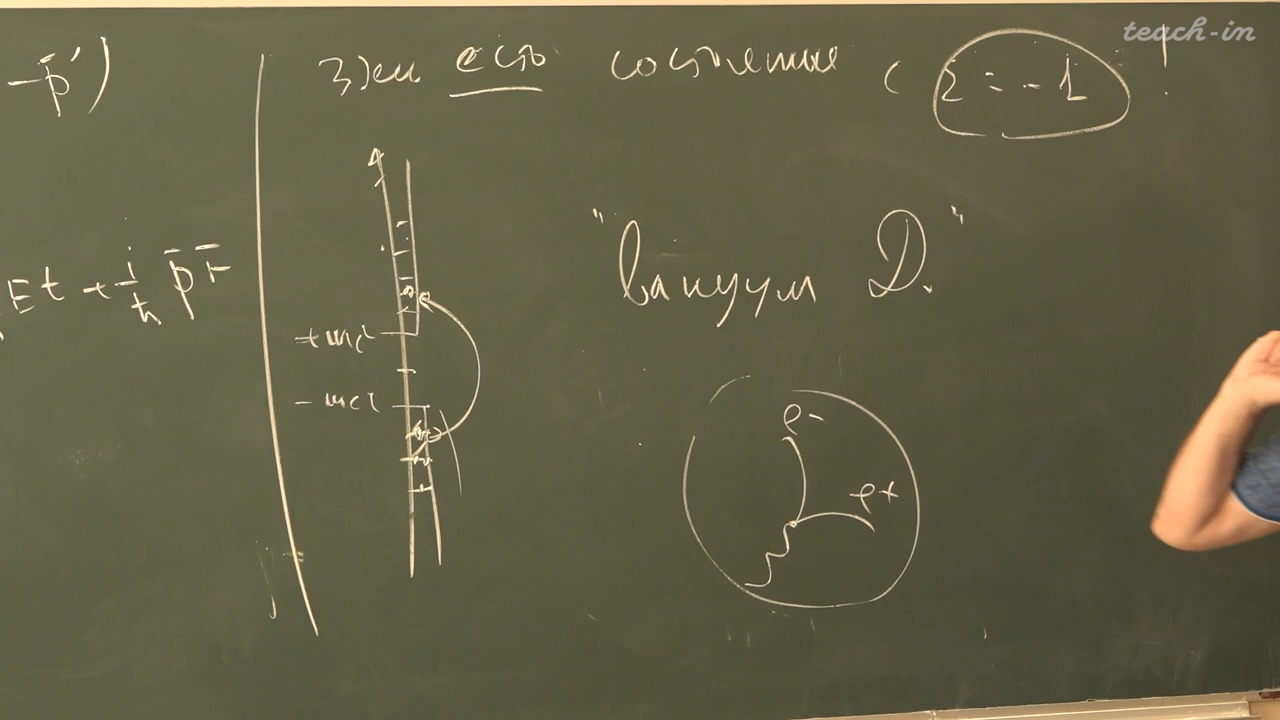 teach-in
-p̄')
3) ем есть состояние с ε = -1 !
"вакуум D."
Et + i/ħ p̄ r̄
+mc²
-mc²
e-
e+